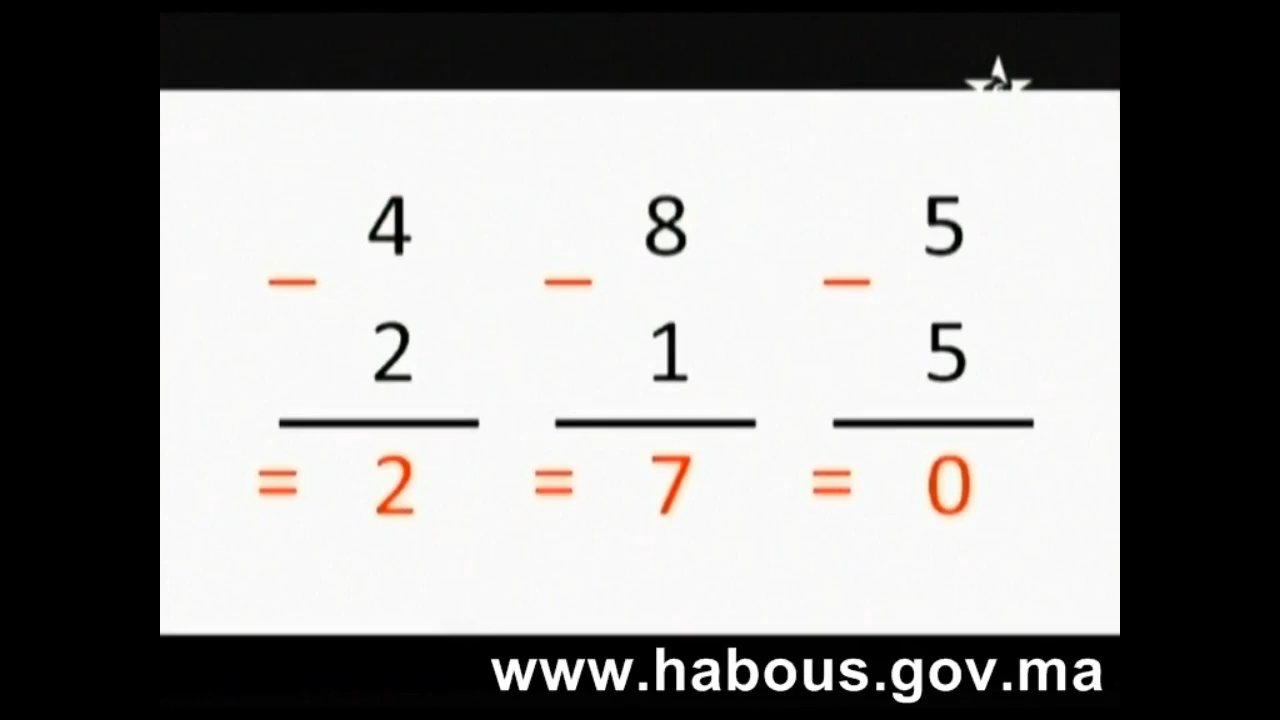 4 8 5
– – –
2 1 5
= 2 = 7 = 0
www.habous.gov.ma